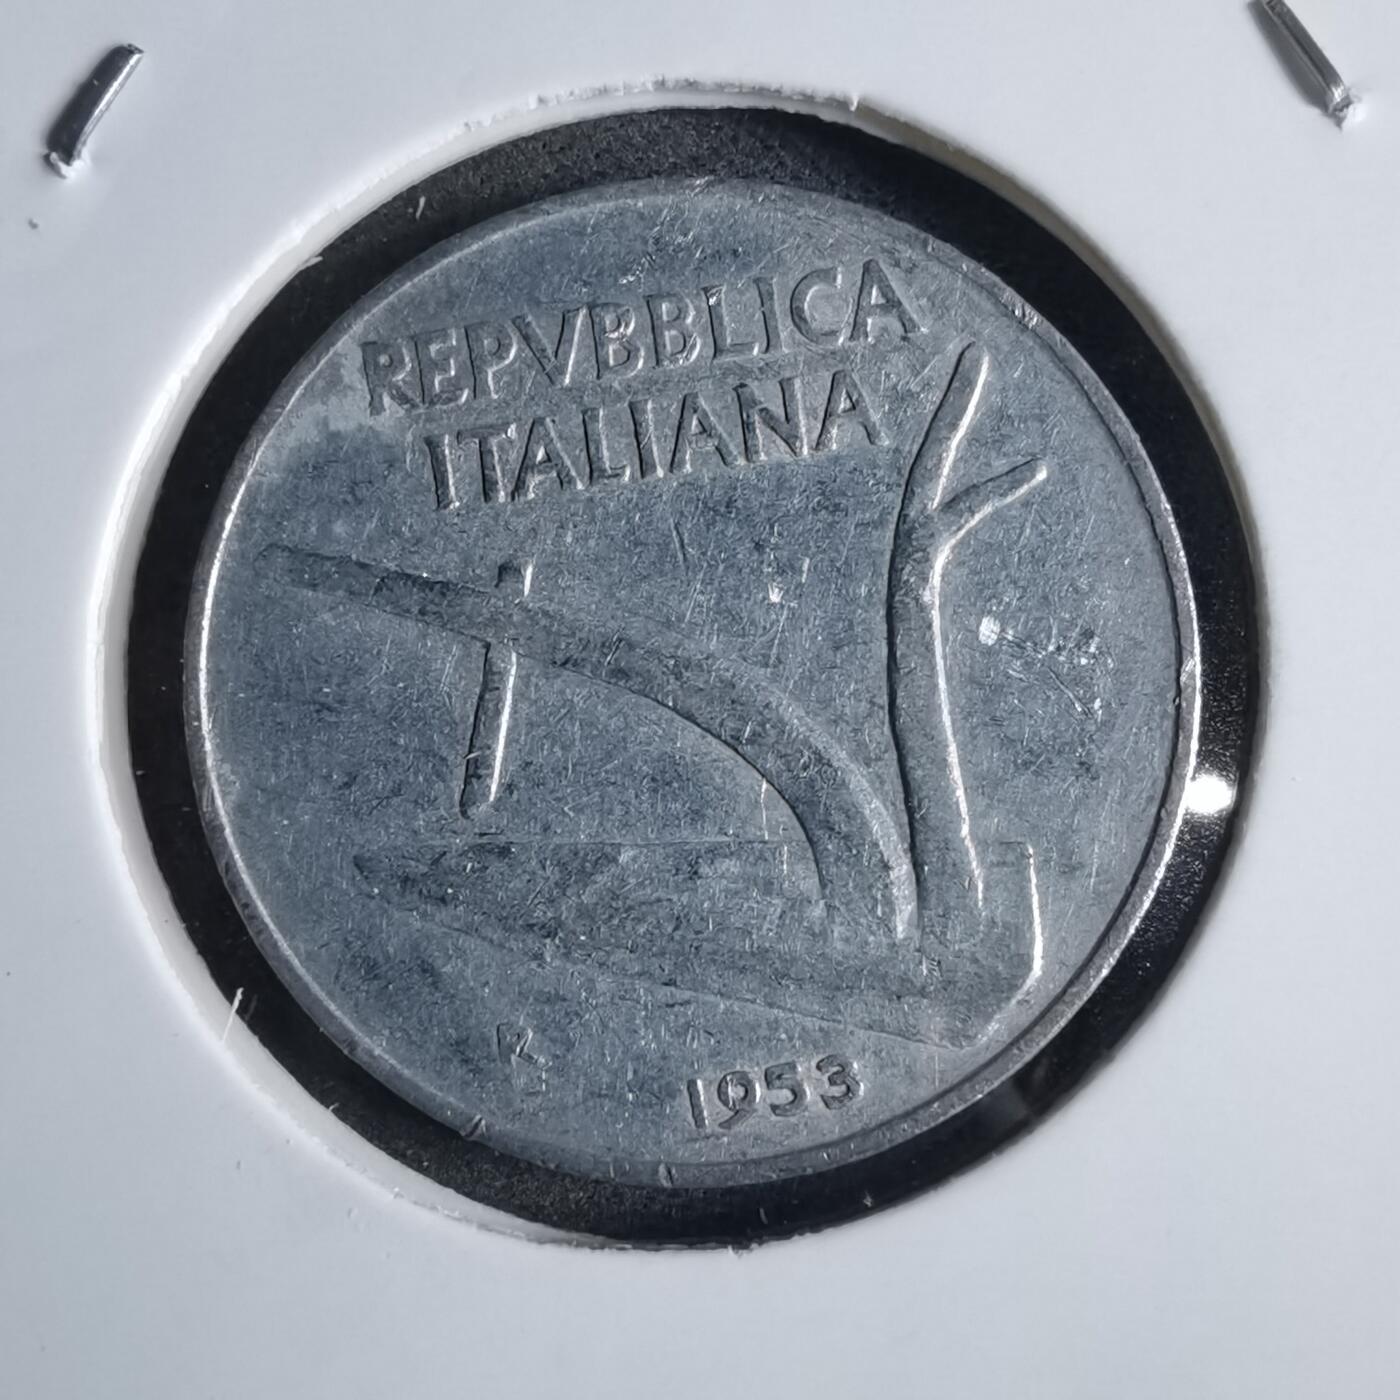 REPVBBLICA
ITALIANA
R
1953